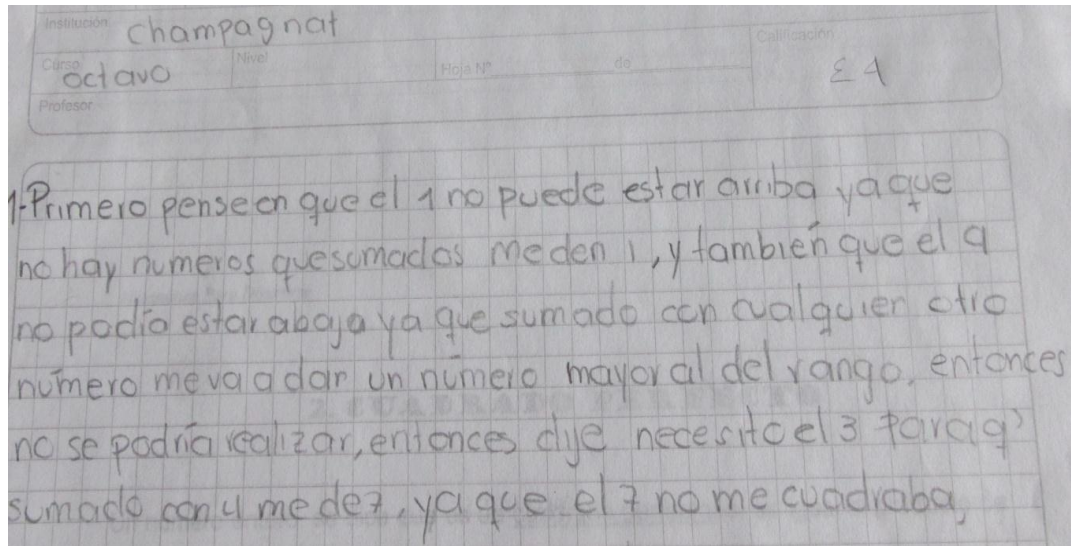 Institución champagnat
Calificación
Curso octavo Nivel Hoja Nº de
Profesor
1-Primero pense en que el 1 no puede estar arriba ya que
no hay numeros que sumados me den 1, y tambien que el 9
no podia estar abajo ya que sumado con cualquier otro
número me va a dar un número mayor al del rango, entonces
no se podría realizar, entonces dije necesito el 3 para q'
sumado con 4 me de 7, ya que el 7 no me cuadraba,